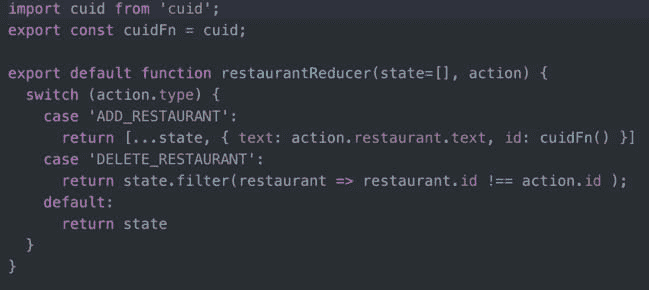 import cuid from 'cuid';
export const cuidFn = cuid;

export default function restaurantReducer(state=[], action) {
  switch (action.type) {
    case 'ADD_RESTAURANT':
      return [...state, { text: action.restaurant.text, id: cuidFn() }]
    case 'DELETE_RESTAURANT':
      return state.filter(restaurant => restaurant.id !== action.id );
    default:
      return state
  }
}